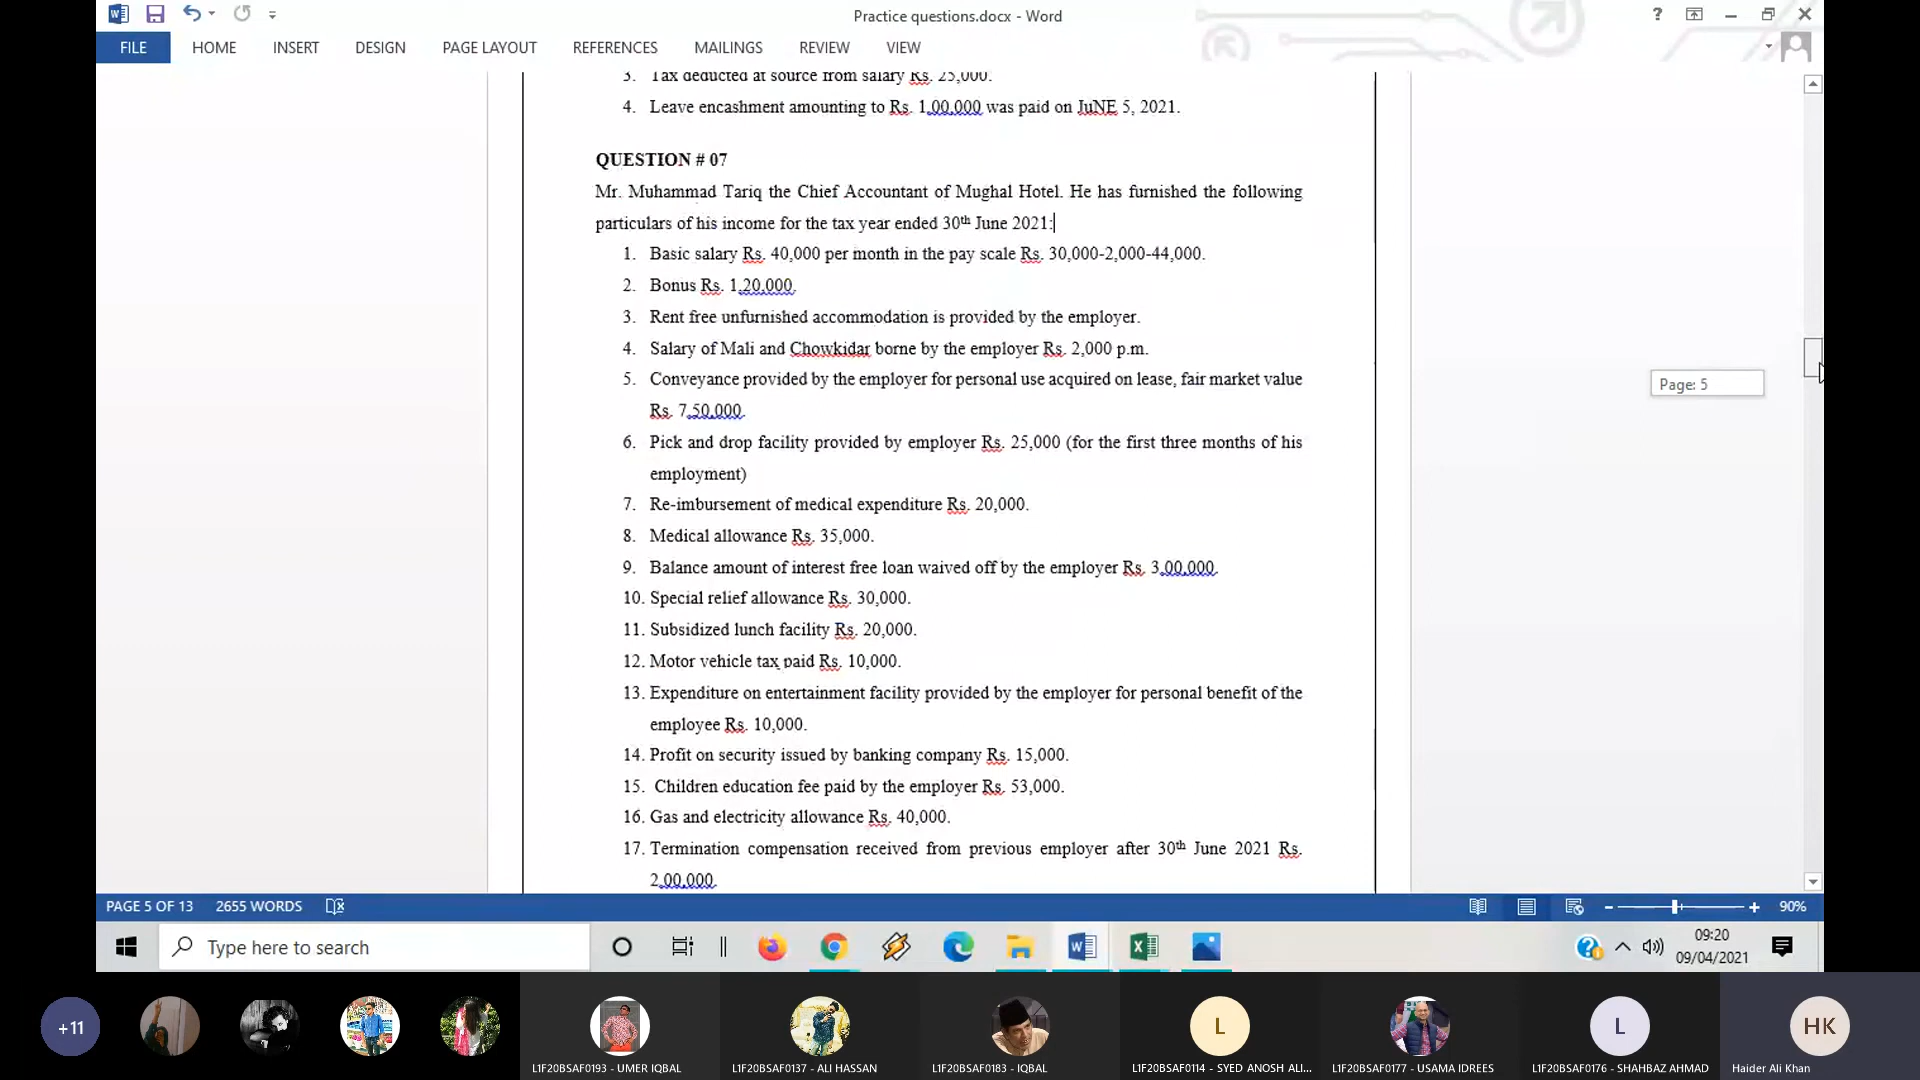 Practice questions.docx - Word
FILE HOME INSERT DESIGN PAGE LAYOUT REFERENCES MAILINGS REVIEW VIEW
3. Tax deducted at source from salary Rs. 25,000.
4. Leave encashment amounting to Rs. 1,00,000 was paid on JuNE 5, 2021.
QUESTION # 07
Mr. Muhammad Tariq the Chief Accountant of Mughal Hotel. He has furnished the following
particulars of his income for the tax year ended 30th June 2021:
1. Basic salary Rs. 40,000 per month in the pay scale Rs. 30,000-2,000-44,000.
2. Bonus Rs. 1,20,000.
3. Rent free unfurnished accommodation is provided by the employer.
4. Salary of Mali and Chowkidar borne by the employer Rs. 2,000 p.m.
5. Conveyance provided by the employer for personal use acquired on lease, fair market value
Rs. 7,50,000.
6. Pick and drop facility provided by employer Rs. 25,000 (for the first three months of his
employment)
7. Re-imbursement of medical expenditure Rs. 20,000.
8. Medical allowance Rs. 35,000.
9. Balance amount of interest free loan waived off by the employer Rs. 3,00,000.
10. Special relief allowance Rs. 30,000.
11. Subsidized lunch facility Rs. 20,000.
12. Motor vehicle tax paid Rs. 10,000.
13. Expenditure on entertainment facility provided by the employer for personal benefit of the
employee Rs. 10,000.
14. Profit on security issued by banking company Rs. 15,000.
15. Children education fee paid by the employer Rs. 53,000.
16. Gas and electricity allowance Rs. 40,000.
17. Termination compensation received from previous employer after 30th June 2021 Rs.
2,00,000.
Page: 5
PAGE 5 OF 13 2655 WORDS 90%
Type here to search
09:20
09/04/2021
+11 L L HK
L1F20BSAF0193 - UMER IQBAL L1F20BSAF0137 - ALI HASSAN L1F20BSAF0183 - IQBAL L1F20BSAF0114 - SYED ANOSH ALI... L1F20BSAF0177 - USAMA IDREES L1F20BSAF0176 - SHAHBAZ AHMAD Haider Ali Khan